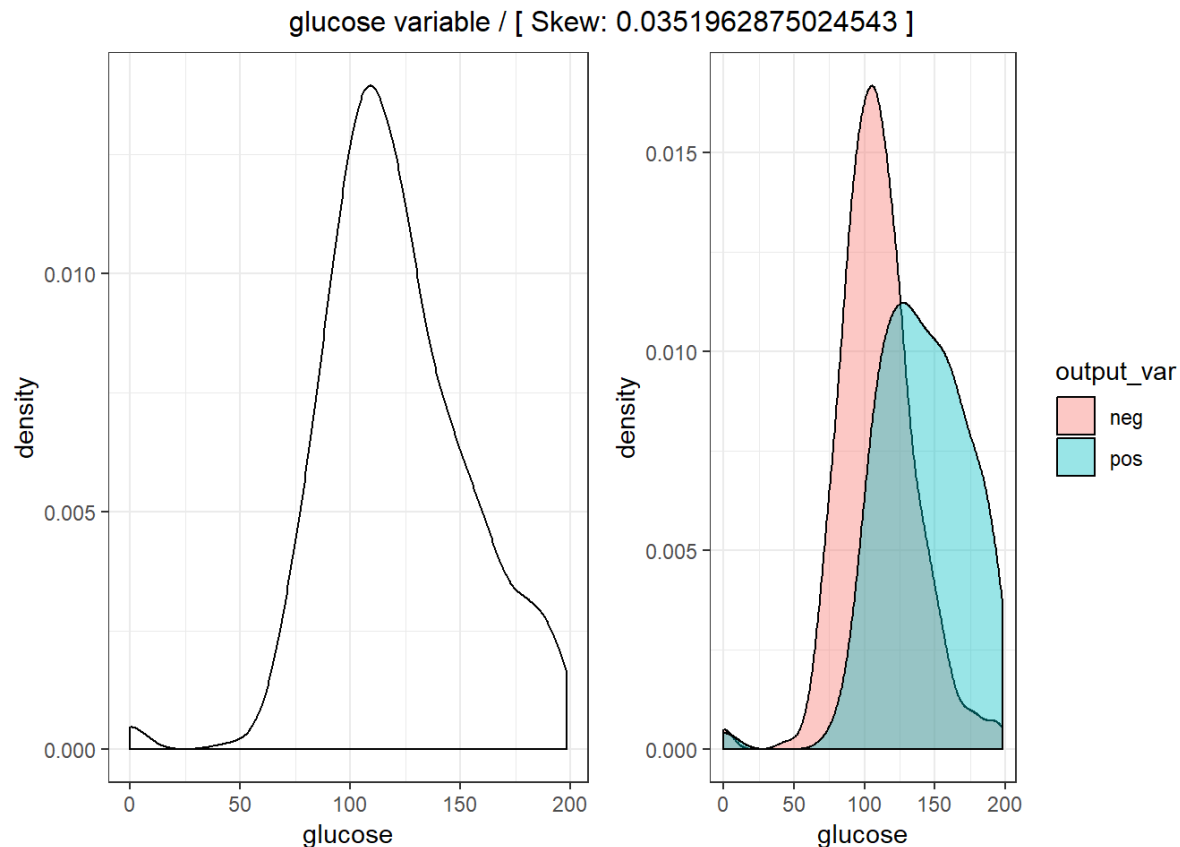 glucose variable / [ Skew: 0.0351962875024543 ]
density
0.010
0.005
0.000
0
50
100
150
200
glucose
density
0.015
0.010
0.005
0.000
0
50
100
150
200
glucose
output_var
neg
pos